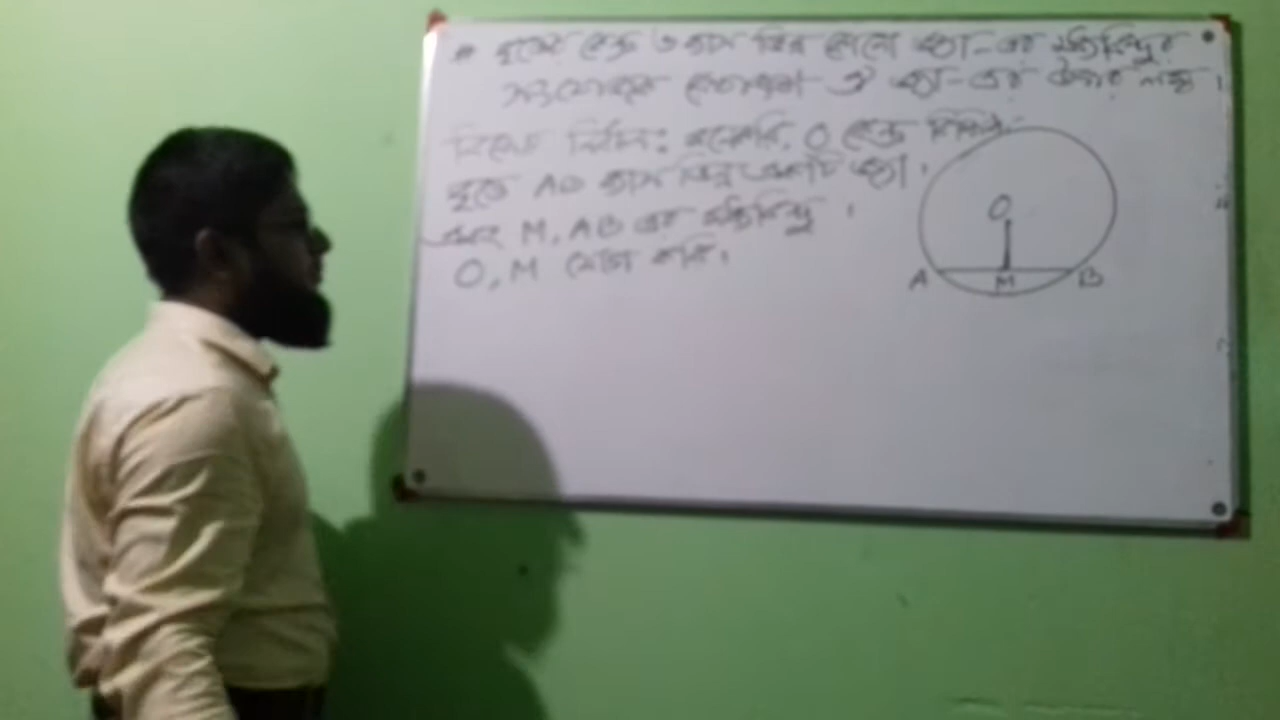 * বৃত্তের কেন্দ্র ও ব্যাস ভিন্ন কোনো জ্যা-এর মধ্যবিন্দুর
সংযোজক রেখাংশ ঐ জ্যা-এর উপর লম্ব।
বিশেষ নির্বচন: মনেকরি, O কেন্দ্র বিশিষ্ট
বৃত্তে AB ব্যাস ভিন্ন একটি জ্যা।
এবং M, AB এর মধ্যবিন্দু।
O, M যোগ করি।
O
A M B